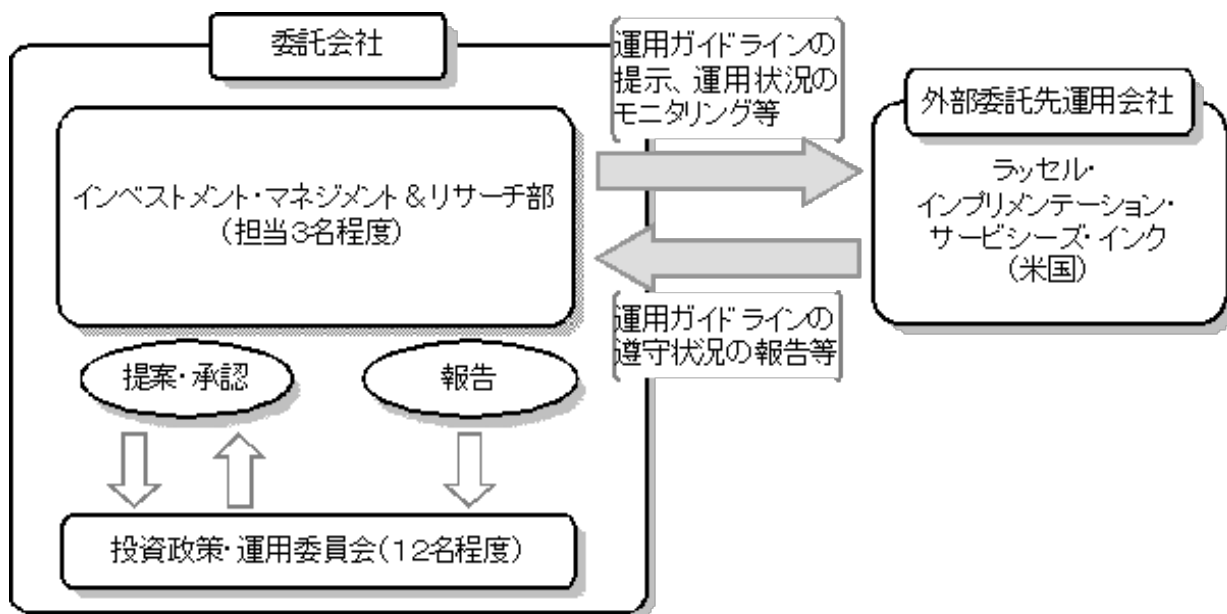 委託会社
運用ガイドラインの
提示、運用状況の
モニタリング等
外部委託先運用会社
インベストメント・マネジメント&リサーチ部
(担当3名程度)
ラッセル・
インプリメンテーション・
サービシーズ・インク
(米国)
運用ガイドラインの
遵守状況の報告等
提案・承認
報告
投資政策・運用委員会(12名程度)